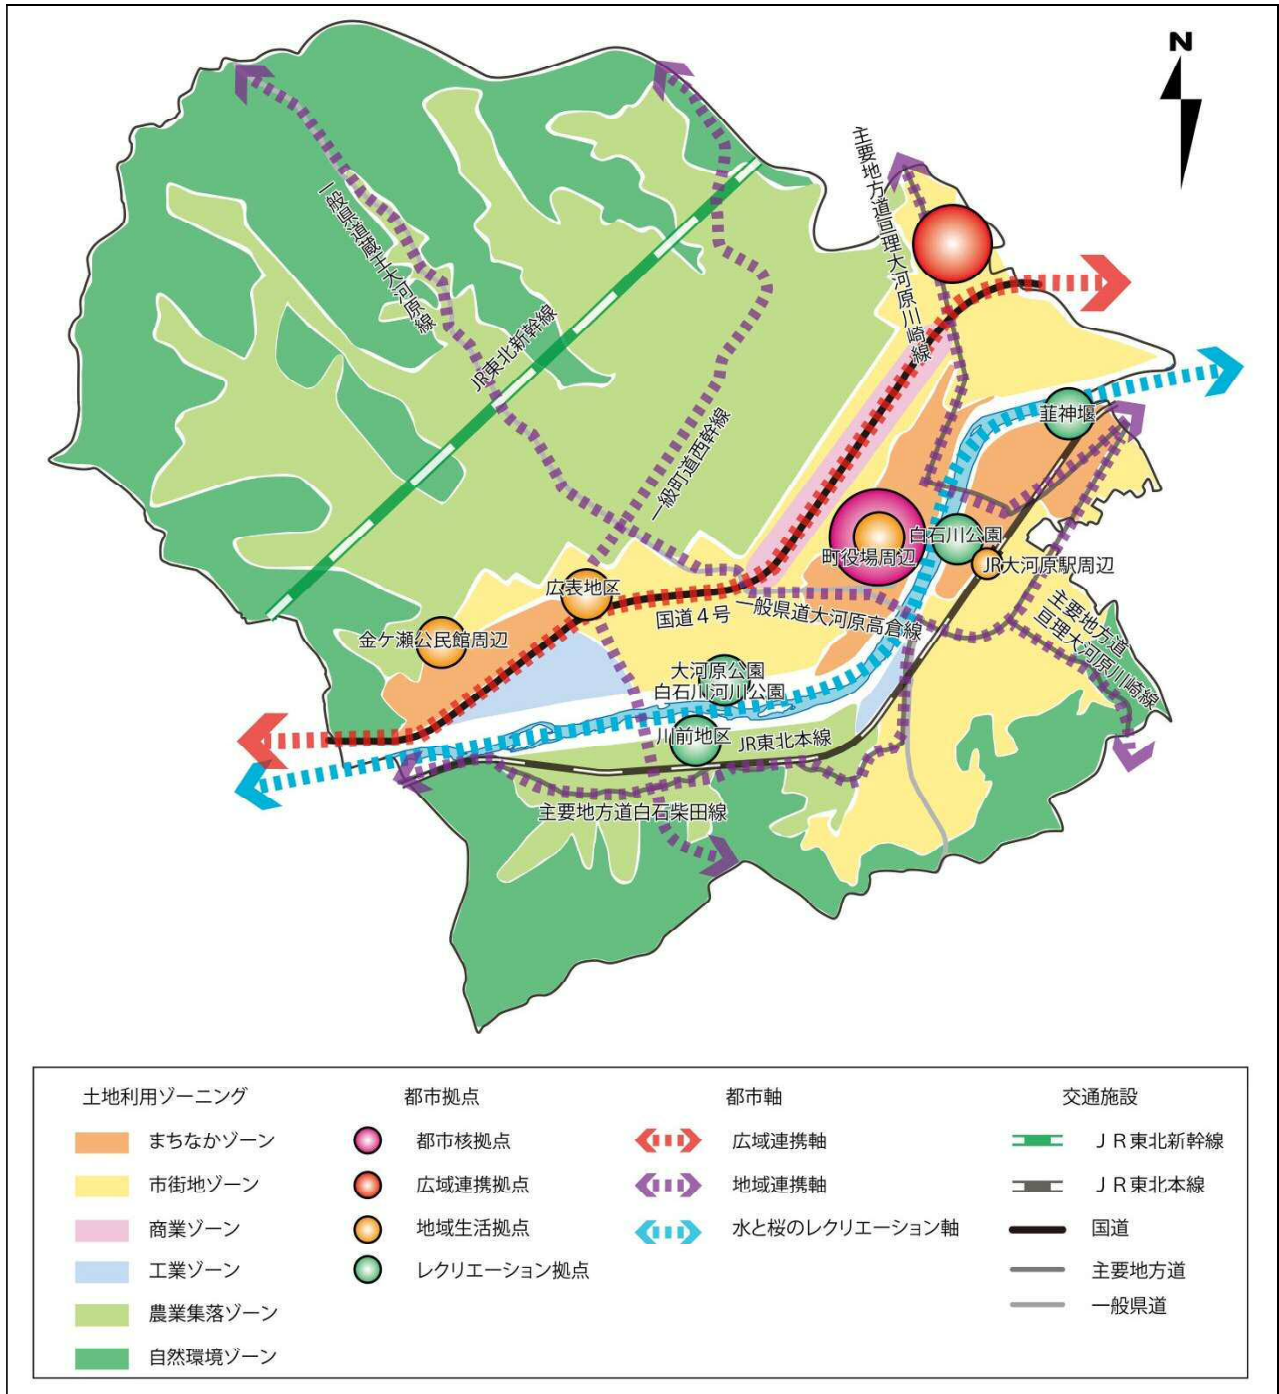 N
主要地方道亘理大河原川崎線
一般県道蔵王大河原線
JR東北新幹線
一級町道西幹線
韮神堰
白石川公園
町役場周辺
JR大河原駅周辺
広表地区
国道4号
一般県道大河原高倉線
主要地方道
亘理大河原川崎線
金ケ瀬公民館周辺
大河原公園
白石川河川公園
川前地区
JR東北本線
主要地方道白石柴田線
土地利用ゾーニング
まちなかゾーン
市街地ゾーン
商業ゾーン
工業ゾーン
農業集落ゾーン
自然環境ゾーン
都市拠点
都市核拠点
広域連携拠点
地域生活拠点
レクリエーション拠点
都市軸
広域連携軸
地域連携軸
水と桜のレクリエーション軸
交通施設
ＪＲ東北新幹線
ＪＲ東北本線
国道
主要地方道
一般県道